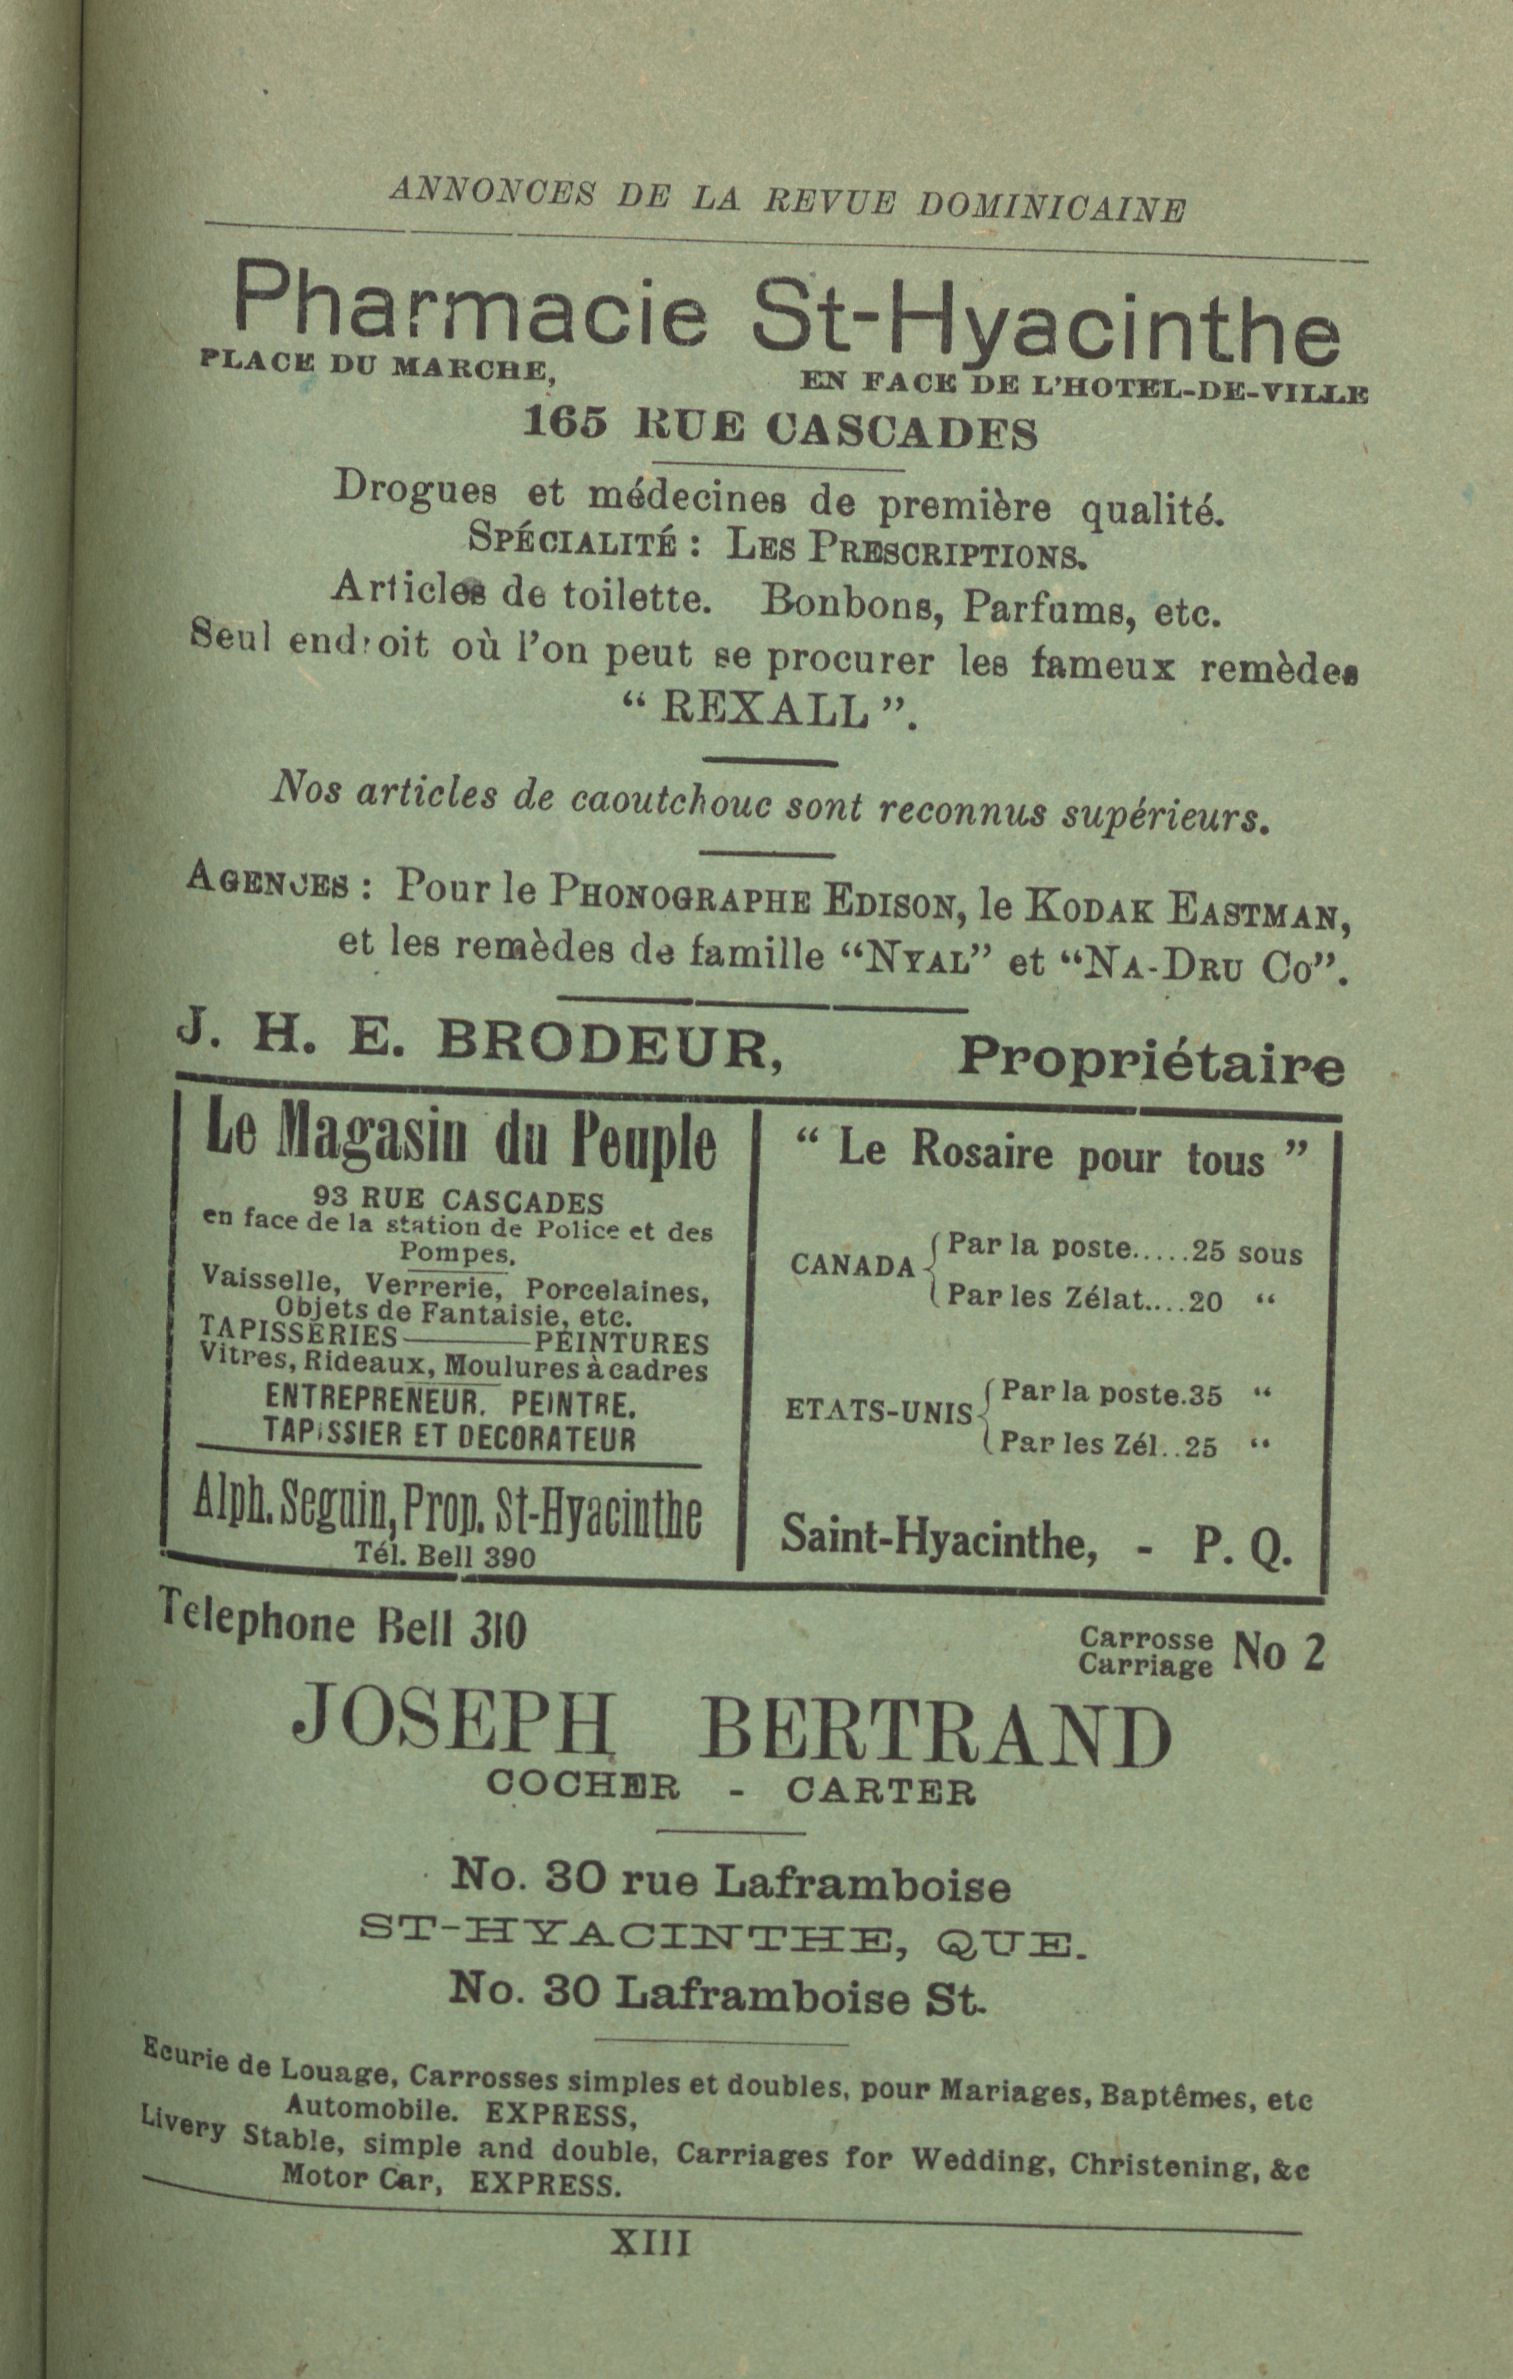 ANNONCES DE LA REVUE DOMINICAINE
Pharmacie St-Hyacinthe
PLACE DU MARCHE,
EN FACE DE L'HOTEL-DE-VILLE
165 RUE CASCADES
Drogues et médecines de première qualité.
SPÉCIALITÉ : LES PRESCRIPTIONS.
Articles de toilette. Bonbons, Parfums, etc.
Seul endroit où l'on peut se procurer les fameux remèdes
“ REXALL ”.
Nos articles de caoutchouc sont reconnus supérieurs.
AGENCES : Pour le PHONOGRAPHE EDISON, le KODAK EASTMAN,
et les remèdes de famille “NYAL” et “NA-DRU CO”.
J. H. E. BRODEUR, Propriétaire
Le Magasin du Peuple
93 RUE CASCADES
en face de la station de Police et des
Pompes,
Vaisselle, Verrerie, Porcelaines,
Objets de Fantaisie, etc.
TAPISSERIES———PEINTURES
Vitres, Rideaux, Moulures à cadres
ENTREPRENEUR. PEINTRE.
TAPISSIER ET DECORATEUR
Alph. Seguin, Prop. St-Hyacinthe
Tél. Bell 390
“ Le Rosaire pour tous ”
CANADA
Par la poste.....25 sous
Par les Zélat....20 “
ETATS-UNIS
Par la poste.35 “
Par les Zél..25 “
Saint-Hyacinthe, - P. Q.
Telephone Bell 310
Carrosse
Carriage No 2
JOSEPH BERTRAND
COCHER - CARTER
No. 30 rue Laframboise
ST-HYACINTHE, QUE.
No. 30 Laframboise St.
Ecurie de Louage, Carrosses simples et doubles, pour Mariages, Baptêmes, etc
Automobile. EXPRESS,
Livery Stable, simple and double, Carriages for Wedding, Christening, &c
Motor Car, EXPRESS.
XIII